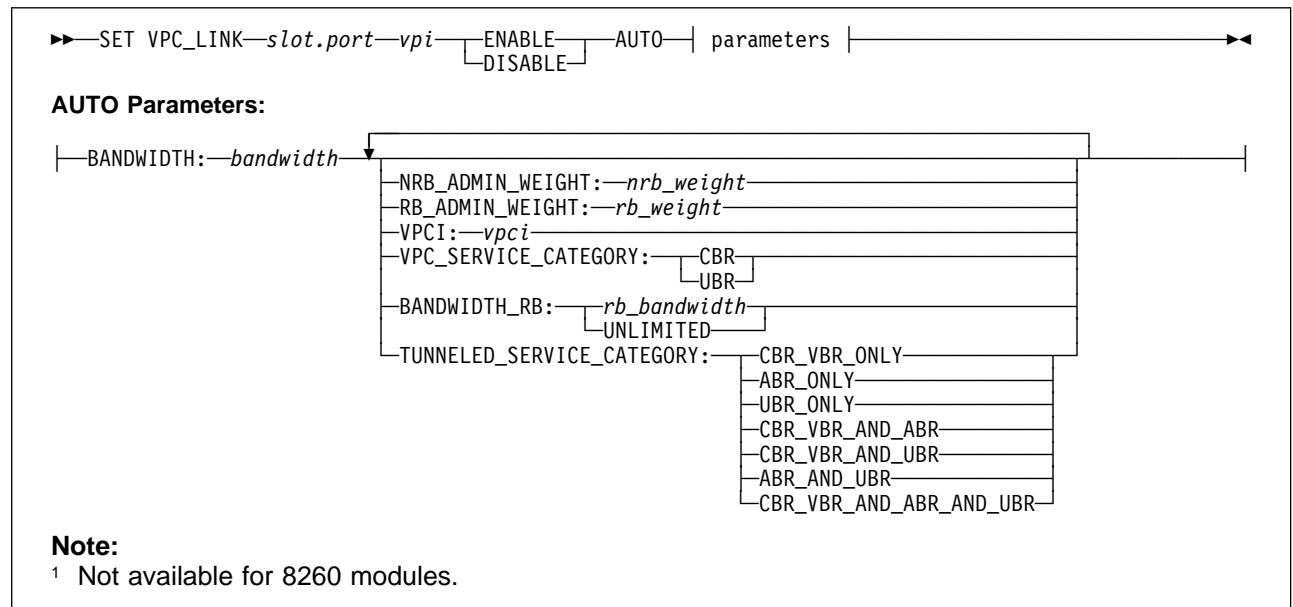 SET VPC_LINK slot.port vpi ENABLE AUTO parameters
DISABLE
AUTO Parameters:
BANDWIDTH: bandwidth
NRB_ADMIN_WEIGHT: nrb_weight
RB_ADMIN_WEIGHT: rb_weight
VPCI: vpci
VPC_SERVICE_CATEGORY: CBR
UBR
BANDWIDTH_RB: rb_bandwidth
UNLIMITED
TUNNELED_SERVICE_CATEGORY: CBR_VBR_ONLY
ABR_ONLY
UBR_ONLY
CBR_VBR_AND_ABR
CBR_VBR_AND_UBR
ABR_AND_UBR
CBR_VBR_AND_ABR_AND_UBR
Note:
1 Not available for 8260 modules.